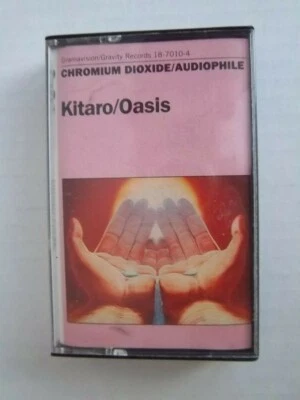 Gramavision/Gravity Records 18-7010-4
CHROMIUM DIOXIDE/AUDIOPHILE
Kitaro/Oasis